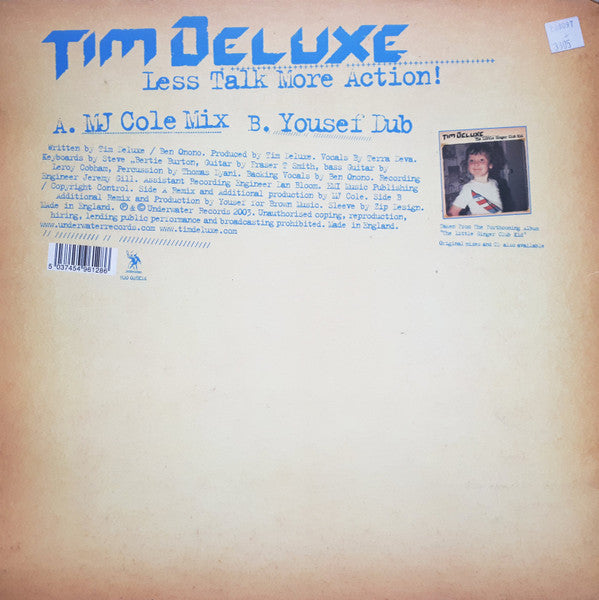 Tim Deluxe
Less Talk More Action!
A. MJ Cole Mix B. Yousef Dub
Written by Tim Deluxe / Ben Onono. Produced by Tim Deluxe. Vocals By Terra Deva.
Keyboards by Steve ,Bertie Burton, Guitar by Fraser T Smith, bass Guitar by
Leroy Cobham, Percussion by Thomas Dyani. Backing Vocals by Ben Onono. Recording
Engineer Jeremy Gill. Assistant Recording Engineer Ian Bloom. EMI Music Publishing
/ Copyright Control. Side A Remix and Additional production by MJ Cole. Side B
Additional Remix and Production by Yousef for Brown Music. Sleeve by Zip Design.
Made in England. ℗ & © Underwater Records 2003. Unauthorised coping, reproduction,
hiring, lending public performance and broadcasting prohibited. Made in England.
www.underwaterrecords.com www.timdeluxe.com
Tim Deluxe
The Little Ginger Club Kid
Taken From The Forthcoming Album
"The Little Ginger Club Kid"
Original mixes and CD also available
5 037454 961286